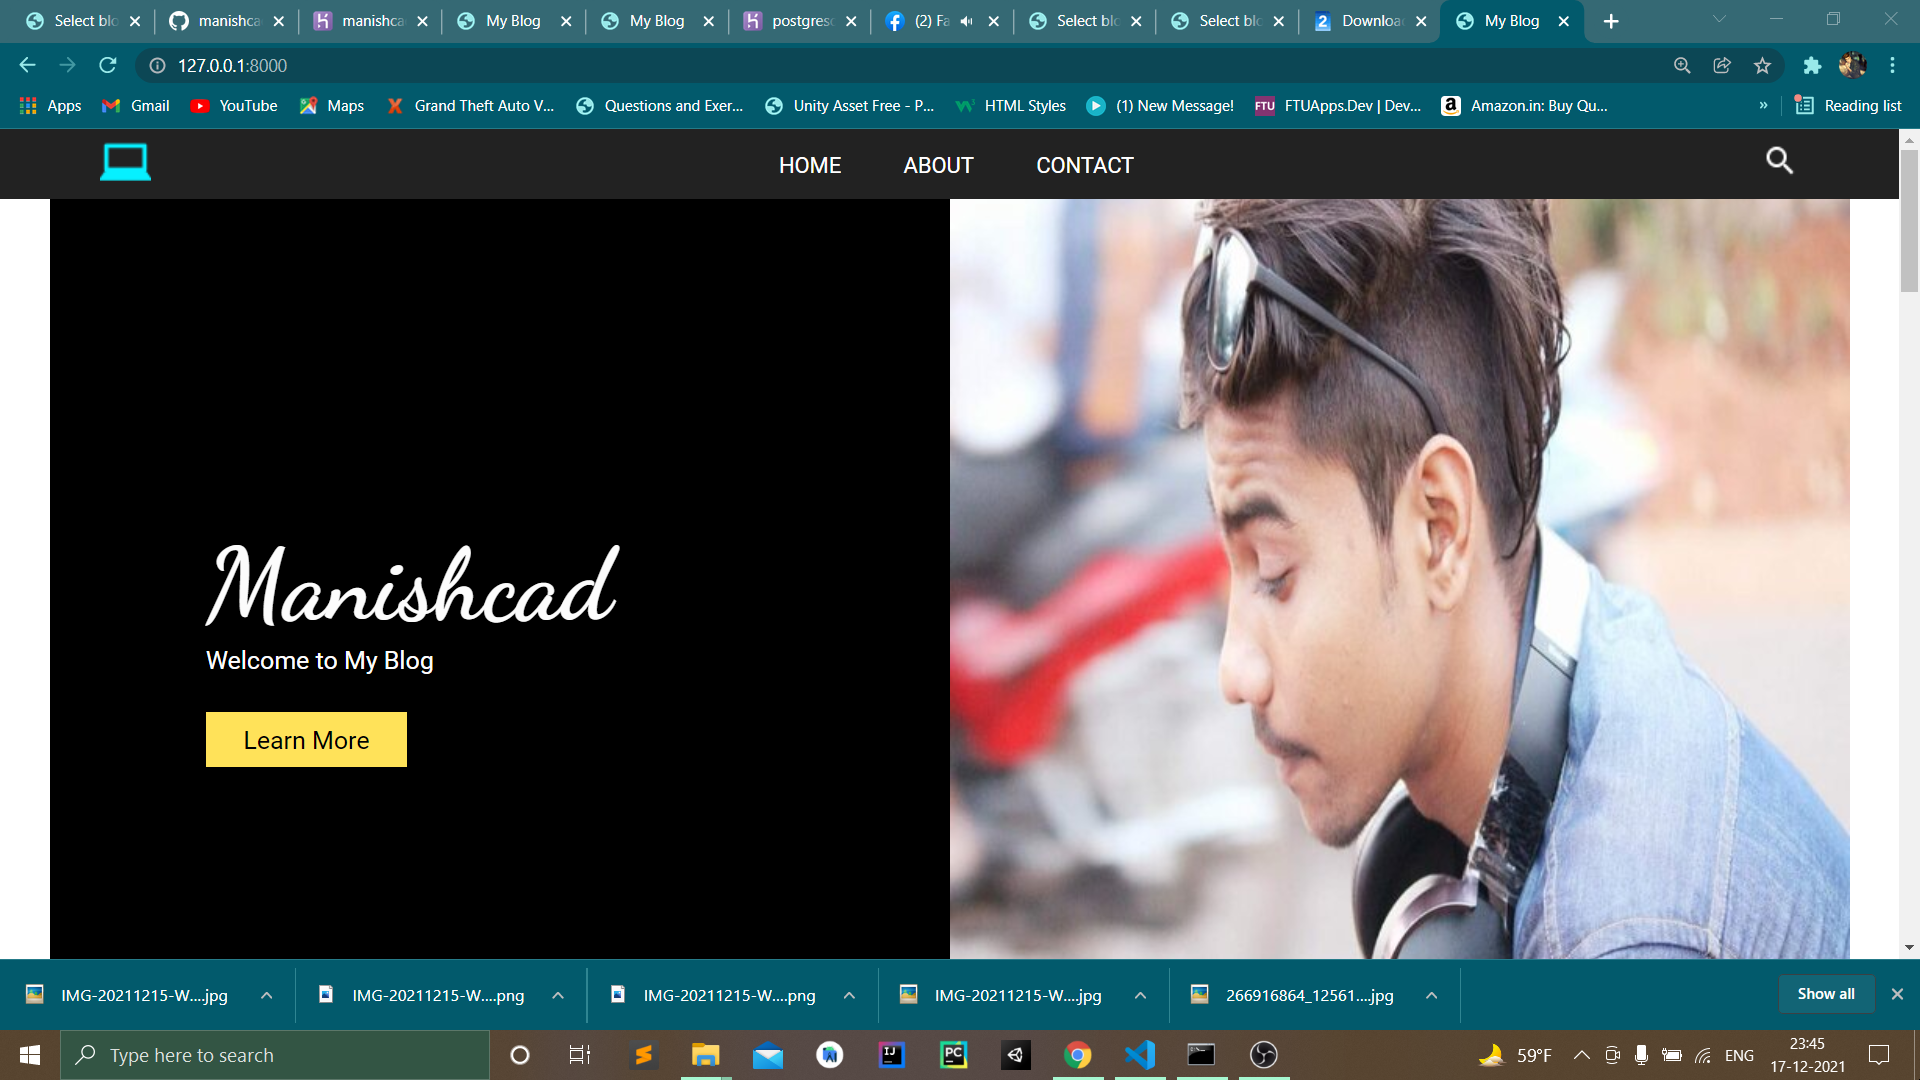 Select blo
manishca
manishca
My Blog
My Blog
postgresc
(2) Fa
Select blo
Select blo
Downloa
My Blog
127.0.0.1:8000
Apps
Gmail
YouTube
Maps
Grand Theft Auto V...
Questions and Exer...
Unity Asset Free - P...
HTML Styles
(1) New Message!
FTU
FTUApps.Dev | Dev...
Amazon.in: Buy Qu...
»
Reading list
HOME
ABOUT
CONTACT
Manishcad
Welcome to My Blog
Learn More
IMG-20211215-W....jpg
IMG-20211215-W....png
IMG-20211215-W....png
IMG-20211215-W....jpg
266916864_12561....jpg
Show all
Type here to search
59°F
ENG
23:45
17-12-2021